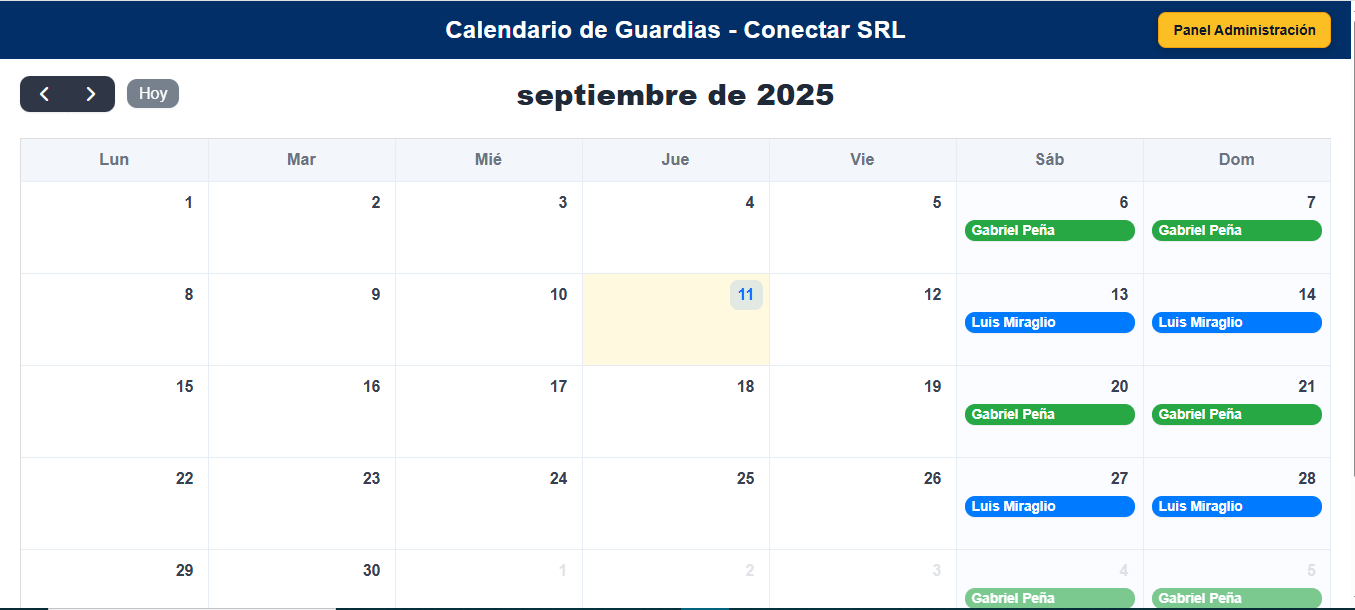 Calendario de Guardias - Conectar SRL
Panel Administración
Hoy
septiembre de 2025
Lun Mar Mié Jue Vie Sáb Dom
1 2 3 4 5 6 7
Gabriel Peña Gabriel Peña
8 9 10 11 12 13 14
Luis Miraglio Luis Miraglio
15 16 17 18 19 20 21
Gabriel Peña Gabriel Peña
22 23 24 25 26 27 28
Luis Miraglio Luis Miraglio
29 30 1 2 3 4 5
Gabriel Peña Gabriel Peña